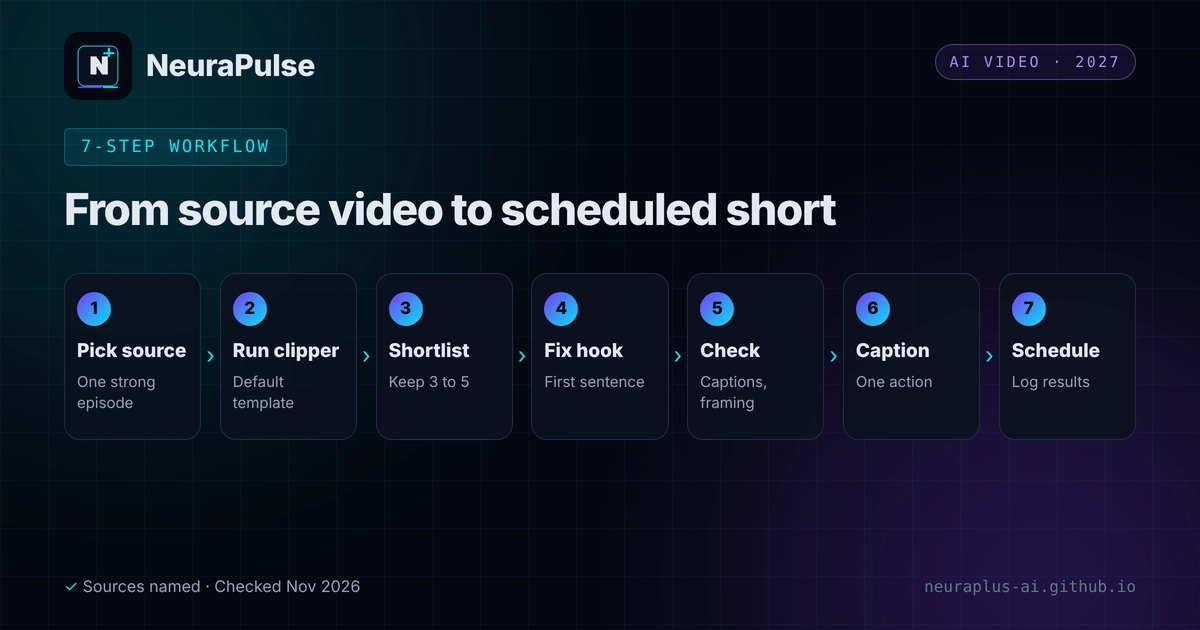 N+
NeuraPulse
AI VIDEO · 2027
7-STEP WORKFLOW
From source video to scheduled short
1
Pick source
One strong
episode
›
2
Run clipper
Default
template
›
3
Shortlist
Keep 3 to 5
›
4
Fix hook
First sentence
›
5
Check
Captions,
framing
›
6
Caption
One action
›
7
Schedule
Log results
✓ Sources named · Checked Nov 2026
neuraplus-ai.github.io